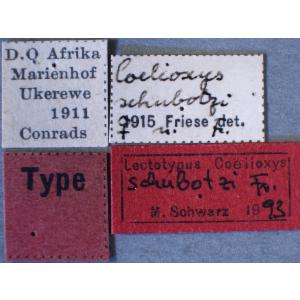 D.Q Afrika
Marienhof
Ukerewe
1911
Conrads
Coelioxys
schubotzi
1915 Friese det.
n. Fr.
Type
Lectotypus Coelioxys
schubotzi Fr.
M. Schwarz 1993